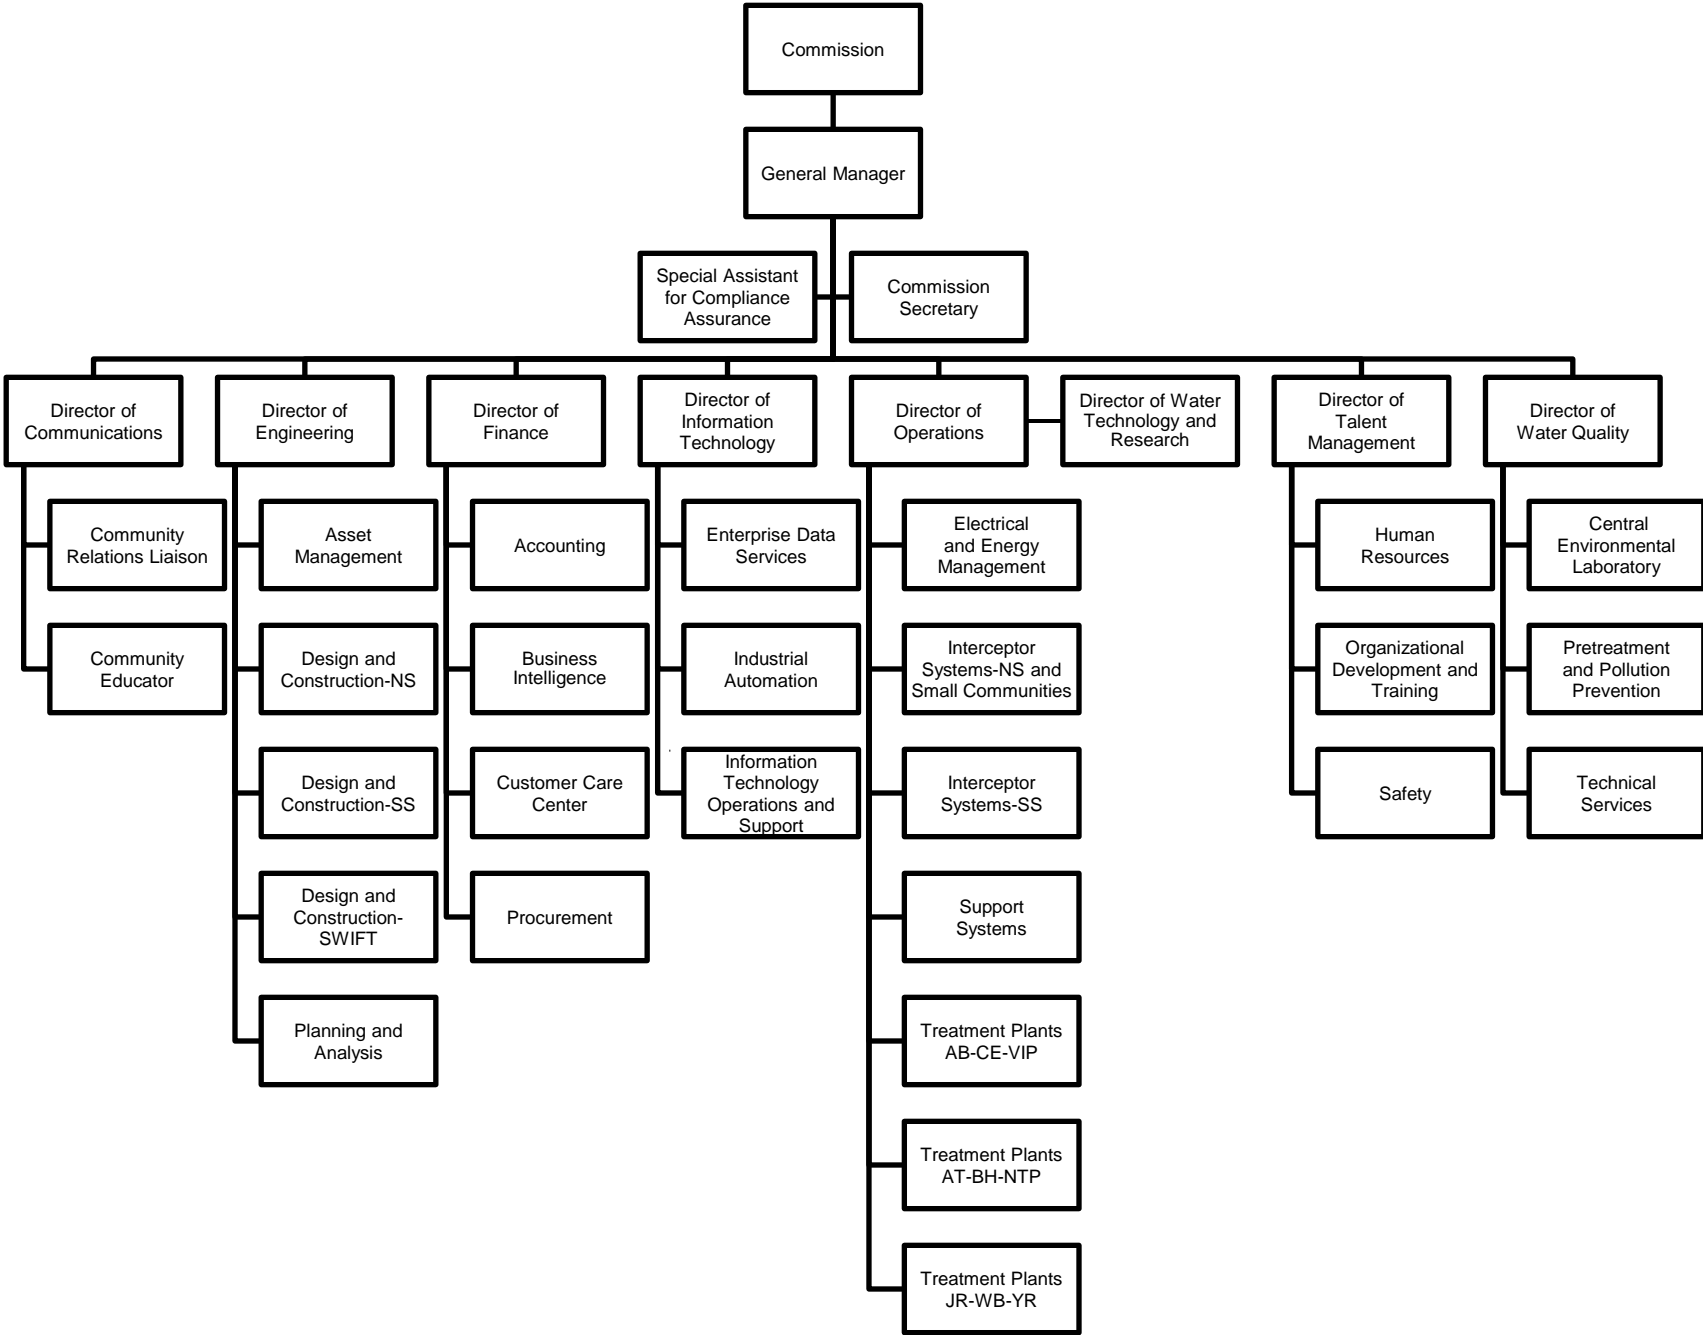 Commission
General Manager
Special Assistant
for Compliance
Assurance
Commission
Secretary
Director of
Communications
Director of
Engineering
Director of
Finance
Director of
Information
Technology
Director of
Operations
Director of Water
Technology and
Research
Director of
Talent
Management
Director of
Water Quality
Community
Relations Liaison
Community
Educator
Asset
Management
Design and
Construction-NS
Design and
Construction-SS
Design and
Construction-
SWIFT
Planning and
Analysis
Accounting
Business
Intelligence
Customer Care
Center
Procurement
Enterprise Data
Services
Industrial
Automation
Information
Technology
Operations and
Support
Electrical
and Energy
Management
Interceptor
Systems-NS and
Small Communities
Interceptor
Systems-SS
Support
Systems
Treatment Plants
AB-CE-VIP
Treatment Plants
AT-BH-NTP
Treatment Plants
JR-WB-YR
Human
Resources
Organizational
Development and
Training
Safety
Central
Environmental
Laboratory
Pretreatment
and Pollution
Prevention
Technical
Services